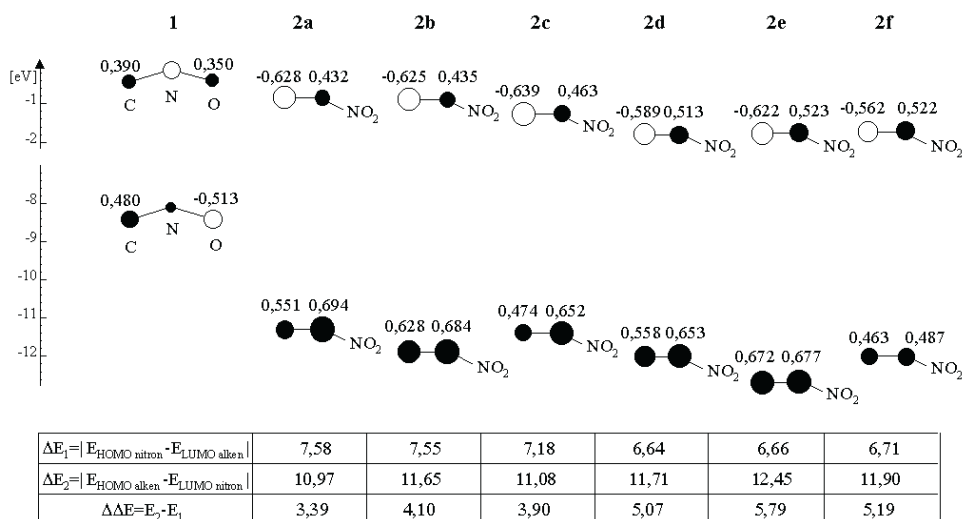 1 2a 2b 2c 2d 2e 2f
[eV]
-1
-2
-8
-9
-10
-11
-12
0,390 0,350
C N O
-0,628 0,432
NO2
-0,625 0,435
NO2
-0,639 0,463
NO2
-0,589 0,513
NO2
-0,622 0,523
NO2
-0,562 0,522
NO2
0,480 -0,513
C N O
0,551 0,694
NO2
0,628 0,684
NO2
0,474 0,652
NO2
0,558 0,653
NO2
0,672 0,677
NO2
0,463 0,487
NO2
ΔE1=| EHOMO nitron-ELUMO alken| 7,58 7,55 7,18 6,64 6,66 6,71
ΔE2=| EHOMO alken-ELUMO nitron| 10,97 11,65 11,08 11,71 12,45 11,90
ΔΔE=E2-E1 3,39 4,10 3,90 5,07 5,79 5,19